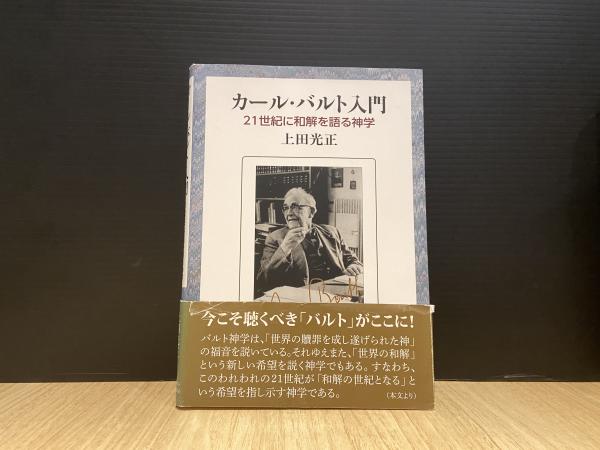 カール・バルト入門
21世紀に和解を語る神学
上田光正
今こそ聴くべき「バルト」がここに!
バルト神学は、「世界の贖罪を成し遂げられた神」
の福音を説いている。それゆえまた、「世界の和解」
という新しい希望を説く神学でもある。すなわち、
このわれわれの21世紀が「和解の世紀となる」と
いう希望を指し示す神学である。
(本文より)